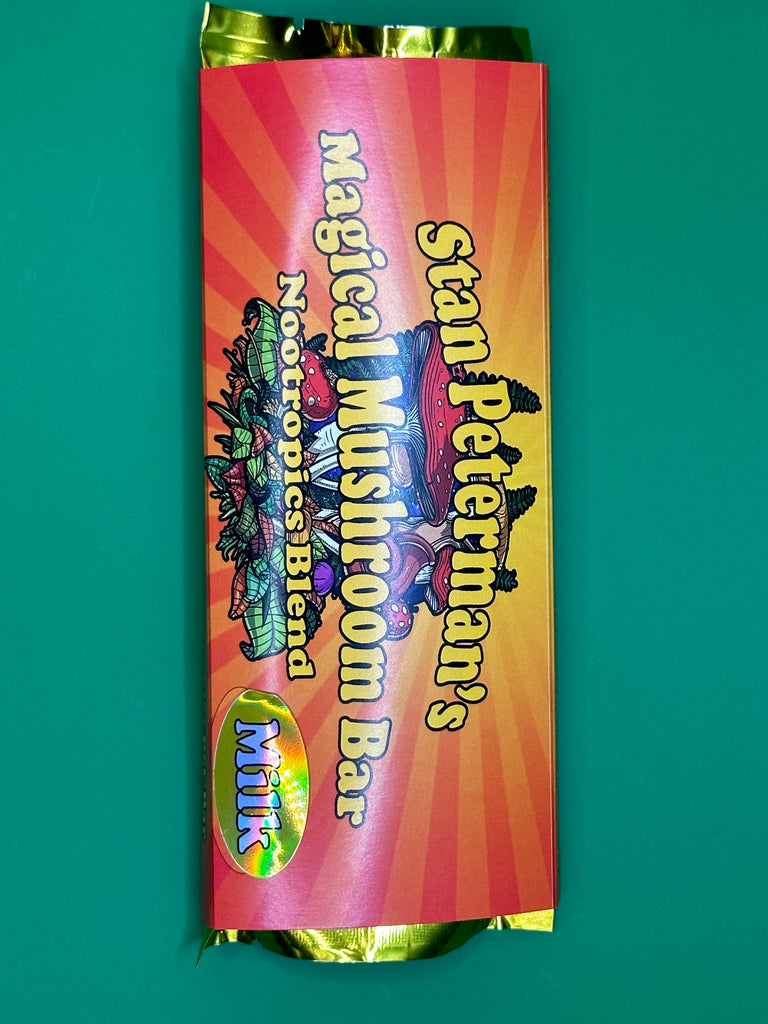 Stan Peterman's
Magical Mushroom Bar
Nootropics Blend
Milk